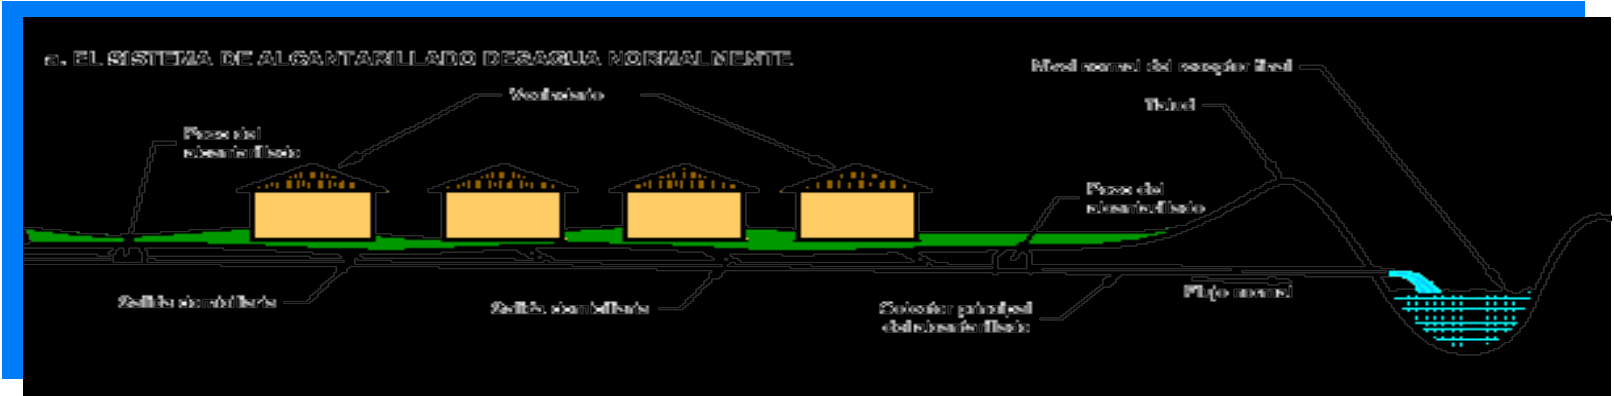 a. EL SISTEMA DE ALCANTARILLADO DESAGUA NORMALMENTE
Nivel normal del receptor final
Vecindario
Talud
Pozo del
alcantarillado
Pozo del
alcantarillado
Salida domiciliaria
Salida domiciliaria
Colector principal
del alcantarillado
Flujo normal